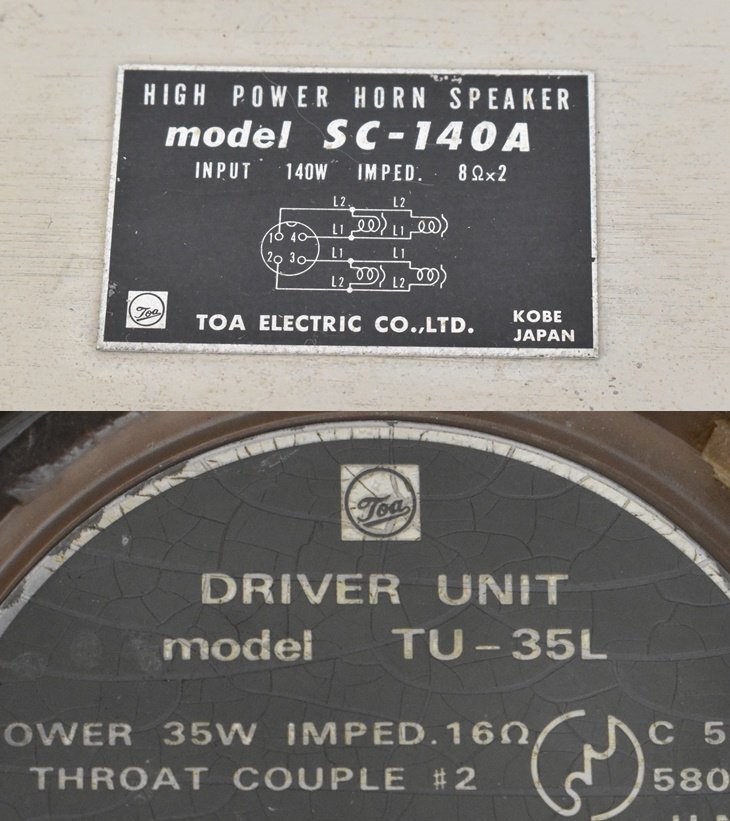 HIGH POWER HORN SPEAKER
model SC-140A
INPUT 140W IMPED. 8Ω×2
L2 L2
1 4 L1 L1
2 3 L1 L1
L2 L2
Toa TOA ELECTRIC CO.,LTD. KOBE JAPAN
Toa
DRIVER UNIT
model TU-35L
OWER 35W IMPED.16Ω C 5
THROAT COUPLE #2 580